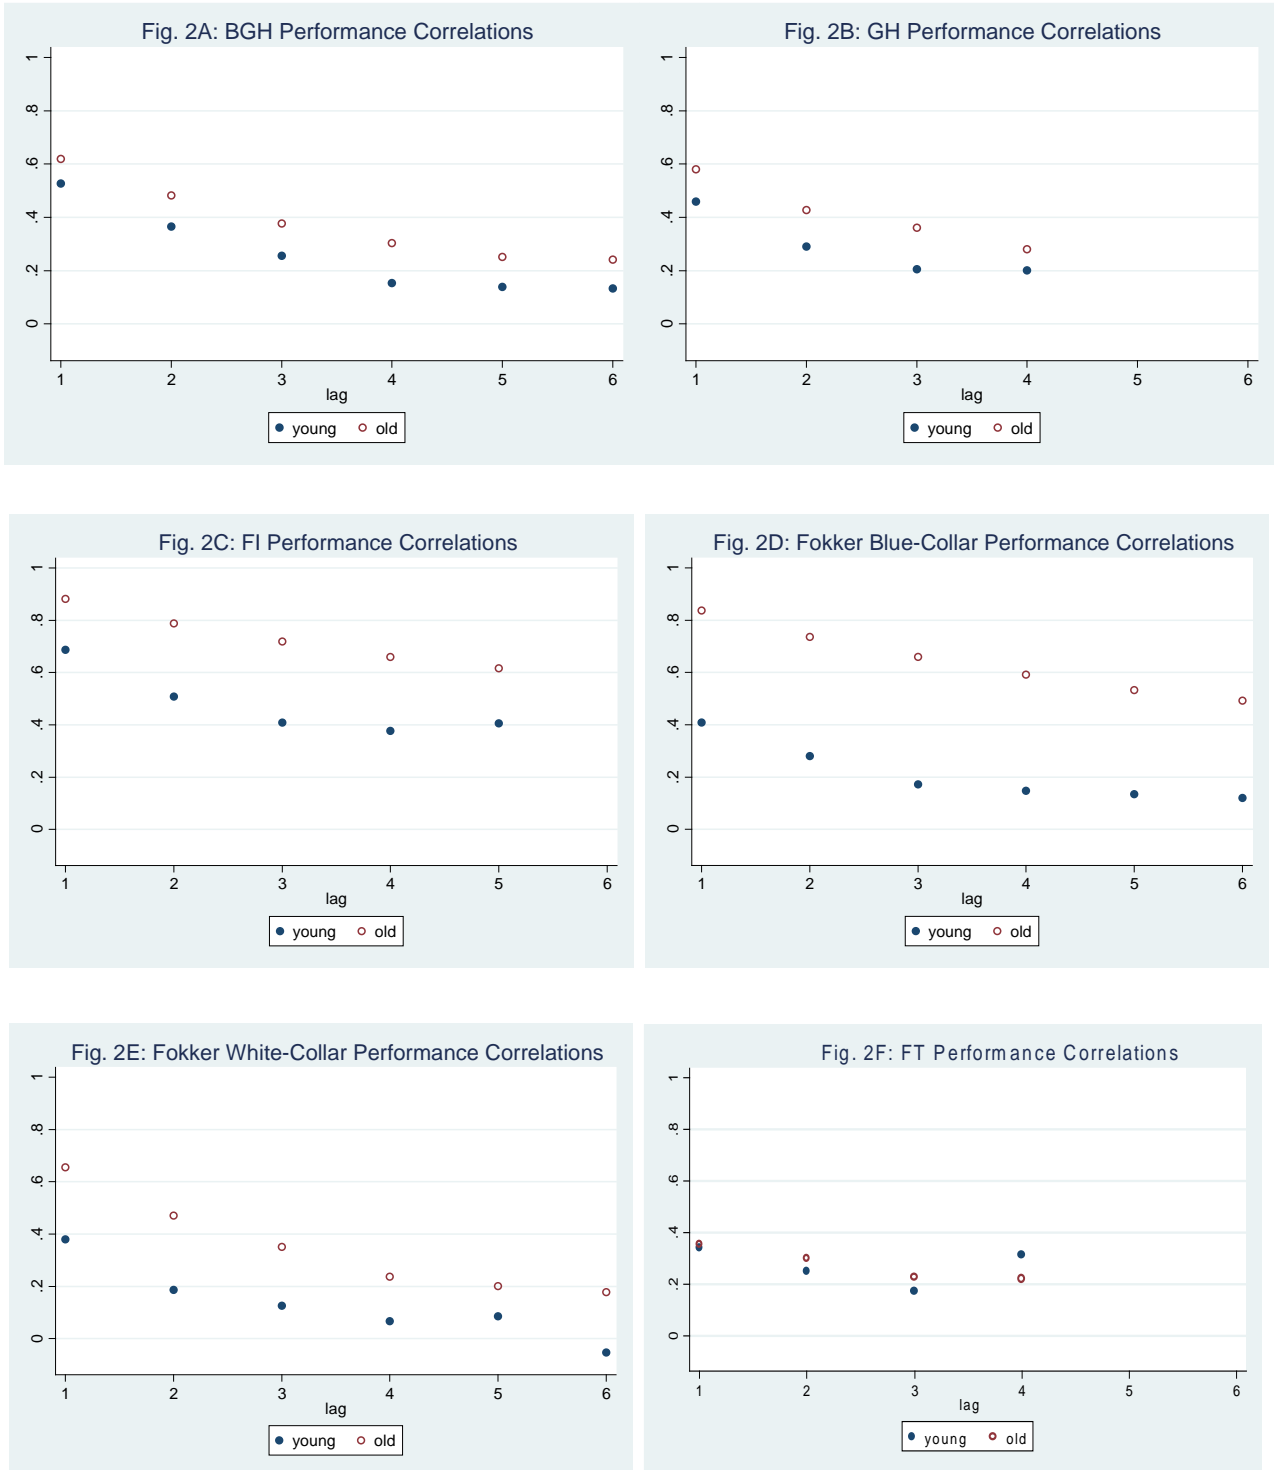 Fig. 2A: BGH Performance Correlations
1
.8
.6
.4
.2
0
1 2 3 4 5 6
lag
young old
Fig. 2B: GH Performance Correlations
1
.8
.6
.4
.2
0
1 2 3 4 5 6
lag
young old
Fig. 2C: FI Performance Correlations
1
.8
.6
.4
.2
0
1 2 3 4 5 6
lag
young old
Fig. 2D: Fokker Blue-Collar Performance Correlations
1
.8
.6
.4
.2
0
1 2 3 4 5 6
lag
young old
Fig. 2E: Fokker White-Collar Performance Correlations
1
.8
.6
.4
.2
0
1 2 3 4 5 6
lag
young old
Fig. 2F: FT Performance Correlations
1
.8
.6
.4
.2
0
1 2 3 4 5 6
lag
young old